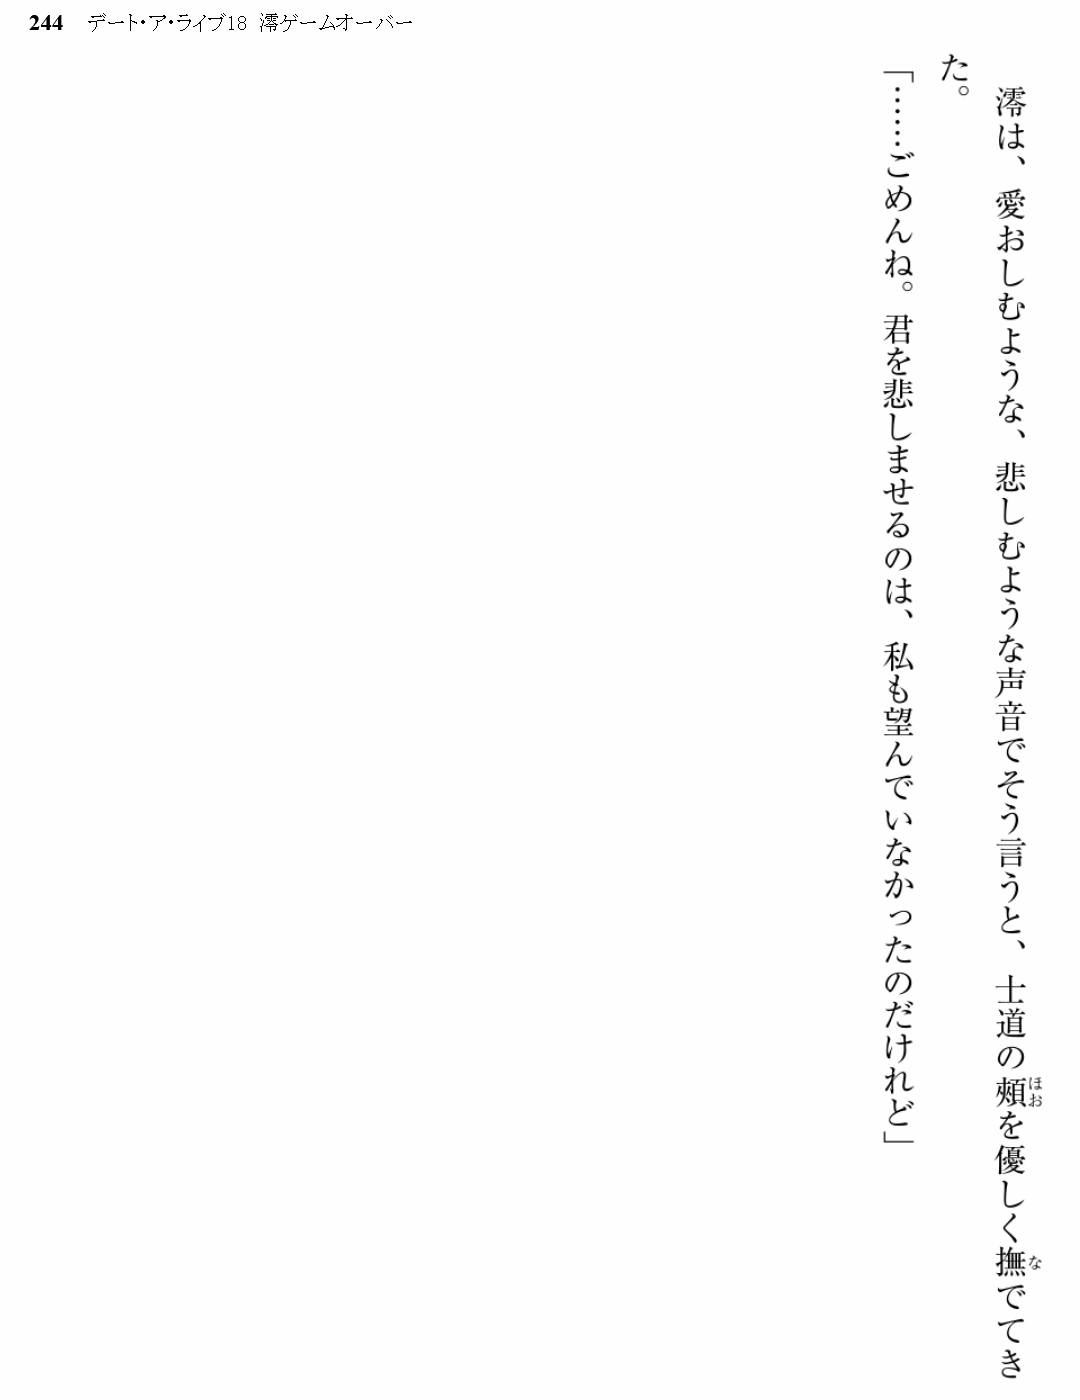 244 デート・ア・ライブ18 澪ゲームオーバー
澪は、愛おしむような、悲しむような声音でそう言うと、士道の頰を優しく撫でてき
ほお
な
た。
「……ごめんね。君を悲しませるのは、私も望んでいなかったのだけれど」